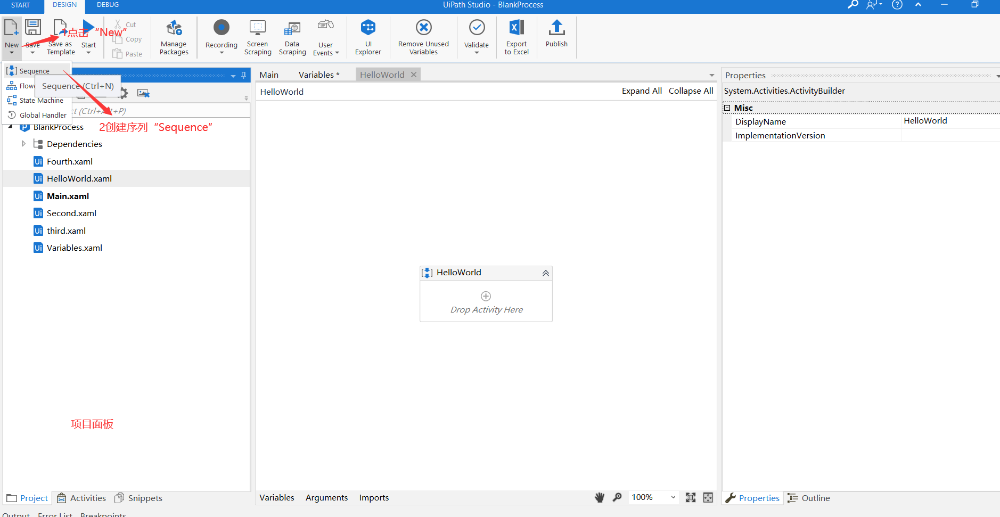 START DESIGN DEBUG UiPath Studio - BlankProcess
New Save Save as Template Start
Cut
Copy
Paste
Manage Packages
Recording
Screen Scraping
Data Scraping
User Events
UI Explorer
Remove Unused Variables
Validate
Export to Excel
Publish
1点击“New”
Sequence
Sequence (Ctrl+N)
State Machine
Global Handler
(Ctrl+Alt+P)
2创建序列“Sequence”
BlankProcess
Dependencies
Fourth.xaml
HelloWorld.xaml
Main.xaml
Second.xaml
third.xaml
Variables.xaml
项目面板
Project Activities Snippets
Main Variables * HelloWorld
HelloWorld Expand All Collapse All
HelloWorld
Drop Activity Here
Variables Arguments Imports 100%
Properties
System.Activities.ActivityBuilder
Misc
DisplayName HelloWorld
ImplementationVersion
Properties Outline
Output Error List Breakpoints